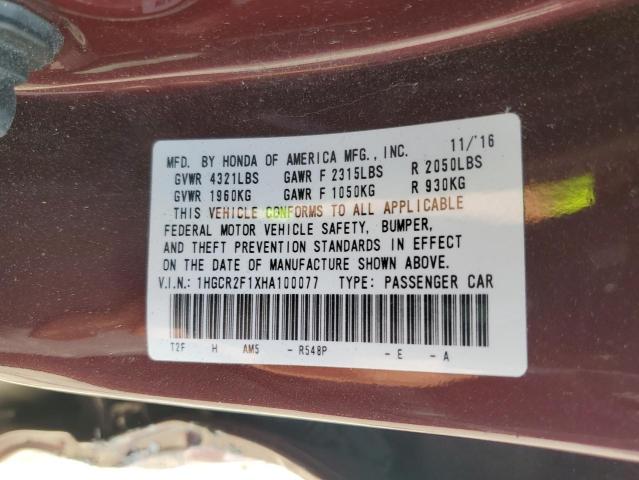 MFD. BY HONDA OF AMERICA MFG., INC. 11/'16
GVWR 4321LBS GAWR F 2315LBS R 2050LBS
GVWR 1960KG GAWR F 1050KG R 930KG
THIS VEHICLE CONFORMS TO ALL APPLICABLE
FEDERAL MOTOR VEHICLE SAFETY, BUMPER,
AND THEFT PREVENTION STANDARDS IN EFFECT
ON THE DATE OF MANUFACTURE SHOWN ABOVE.
V.I.N.: 1HGCR2F1XHA100077 TYPE: PASSENGER CAR
T2F H AM5 - R548P - E - A